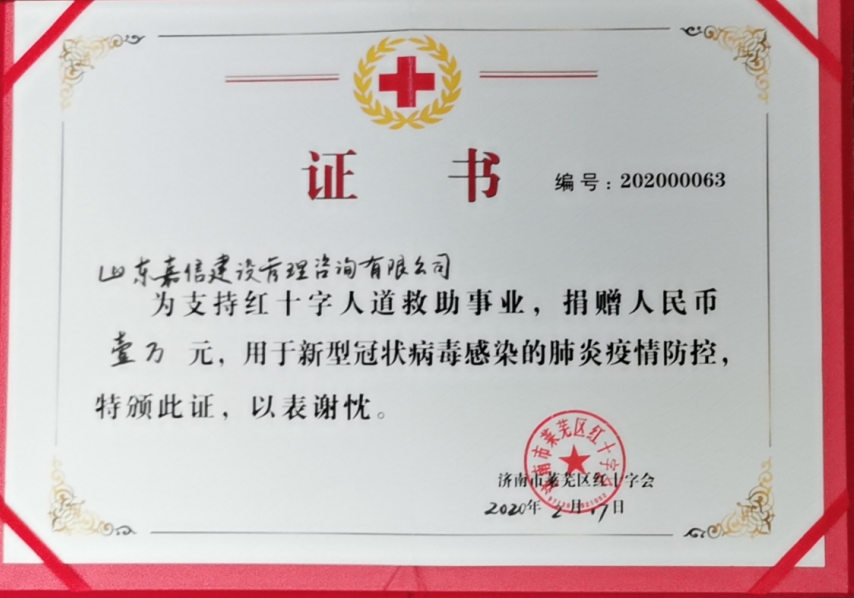 证 书
编号：202000063
山东嘉信建设管理咨询有限公司
为支持红十字人道救助事业，捐赠人民币
壹万 元，用于新型冠状病毒感染的肺炎疫情防控，
特颁此证，以表谢忱。
济南市莱芜区红十字会
济南市莱芜区红十字会
2020年2月17日